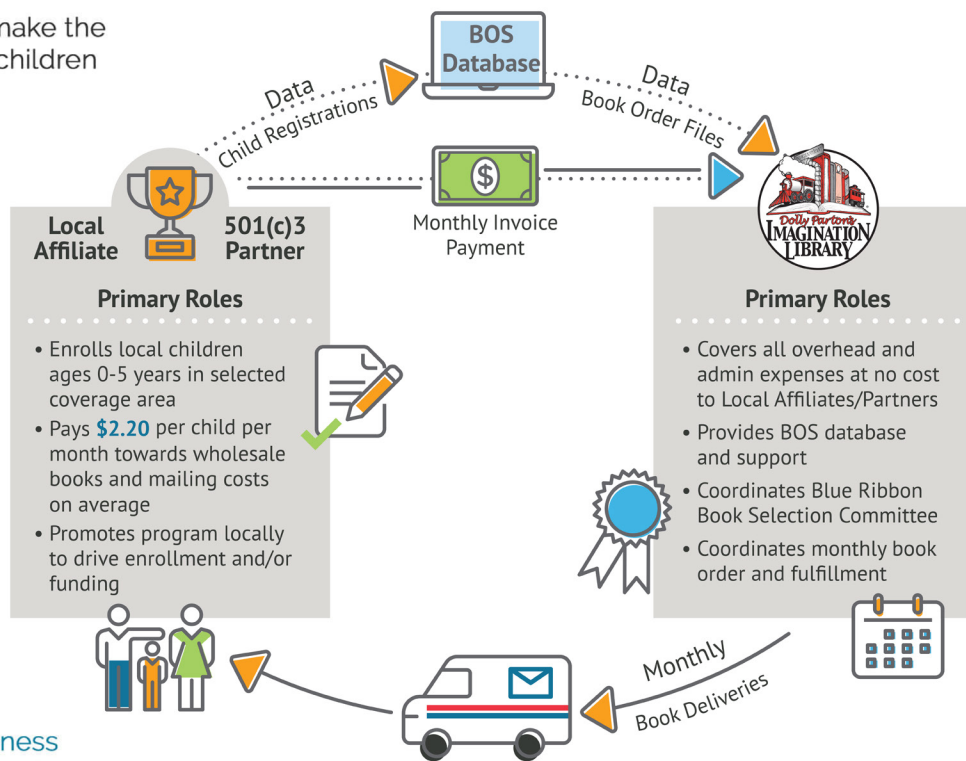 make the
children
BOS
Database
Data
Child Registrations
Data
Book Order Files
$
Monthly Invoice
Payment
Local
Affiliate
501(c)3
Partner
Dolly Parton's
IMAGINATION
LIBRARY
Primary Roles
• Enrolls local children
ages 0-5 years in selected
coverage area
• Pays $2.20 per child per
month towards wholesale
books and mailing costs
on average
• Promotes program locally
to drive enrollment and/or
funding
Primary Roles
• Covers all overhead and
admin expenses at no cost
to Local Affiliates/Partners
• Provides BOS database
and support
• Coordinates Blue Ribbon
Book Selection Committee
• Coordinates monthly book
order and fulfillment
Monthly
Book Deliveries
ness